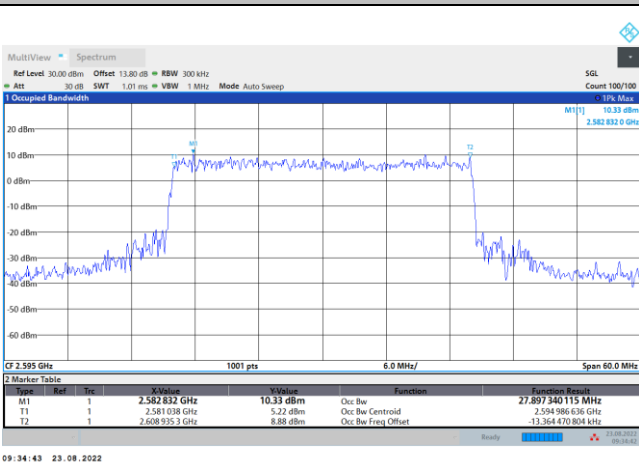 MultiView Spectrum
Ref Level 30.00 dBm Offset 13.80 dB RBW 300 kHz SGL
Att 30 dB SWT 1.01 ms VBW 1 MHz Mode Auto Sweep Count 100/100
1 Occupied Bandwidth 1Pk Max
M1[1] 10.33 dBm
2.582 832 0 GHz
20 dBm
M1
T1
T2
10 dBm
0 dBm
-10 dBm
-20 dBm
-30 dBm
-40 dBm
-60 dBm
CF 2.595 GHz 1001 pts 6.0 MHz/ Span 60.0 MHz
2 Marker Table
Type Ref Trc X-Value Y-Value Function Function Result
M1 1 2.582 832 GHz 10.33 dBm Occ Bw 27.897 340 115 MHz
T1 1 2.581 038 GHz 5.22 dBm Occ Bw Centroid 2.594 986 636 GHz
T2 1 2.608 935 3 GHz 8.88 dBm Occ Bw Freq Offset -13.364 470 804 kHz
Ready 23.08.2022
09:34:42
09:34:43 23.08.2022